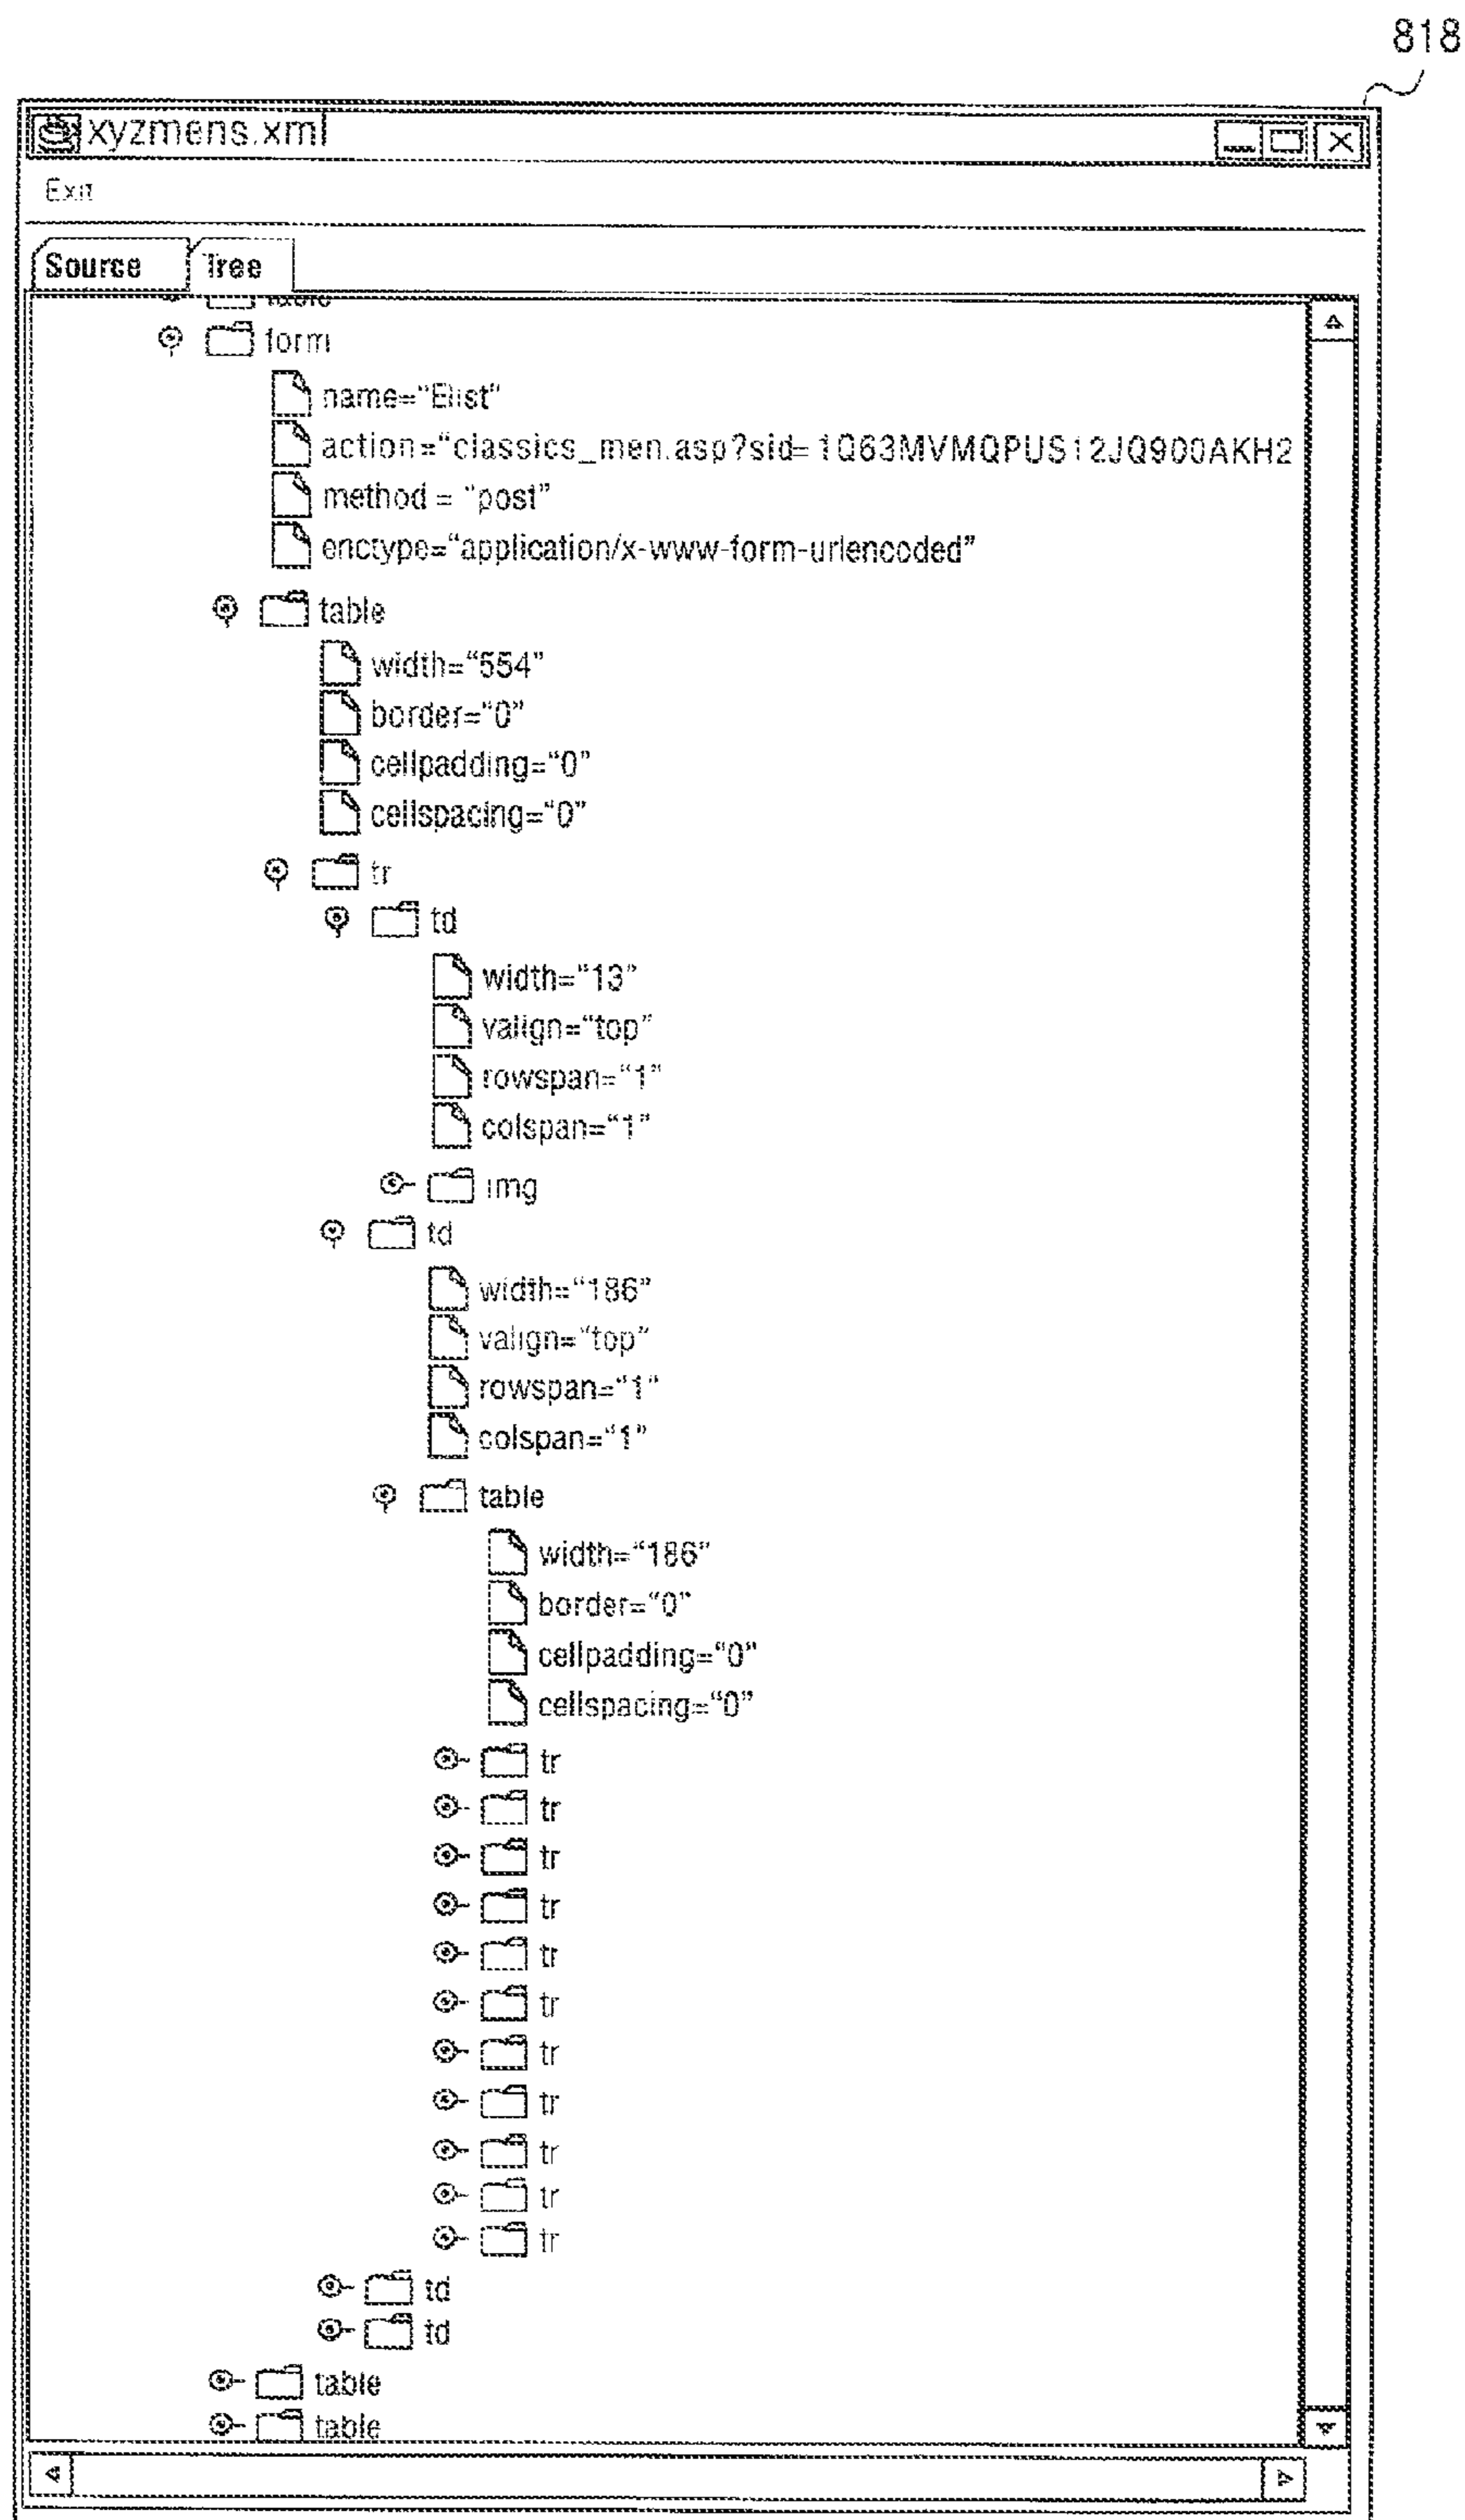 818
xyzmens.xml
Exit
Source Tree
table
form
name="Elist"
action="classics_men.asp?sid=1Q63MVMQPUS12JQ900AKH2
method = "post"
enctype="application/x-www-form-urlencoded"
table
width="554"
border="0"
cellpadding="0"
cellspacing="0"
tr
td
width="13"
valign="top"
rowspan="1"
colspan="1"
img
td
width="186"
valign="top"
rowspan="1"
colspan="1"
table
width="186"
border="0"
cellpadding="0"
cellspacing="0"
tr
tr
tr
tr
tr
tr
tr
tr
tr
tr
tr
td
td
table
table